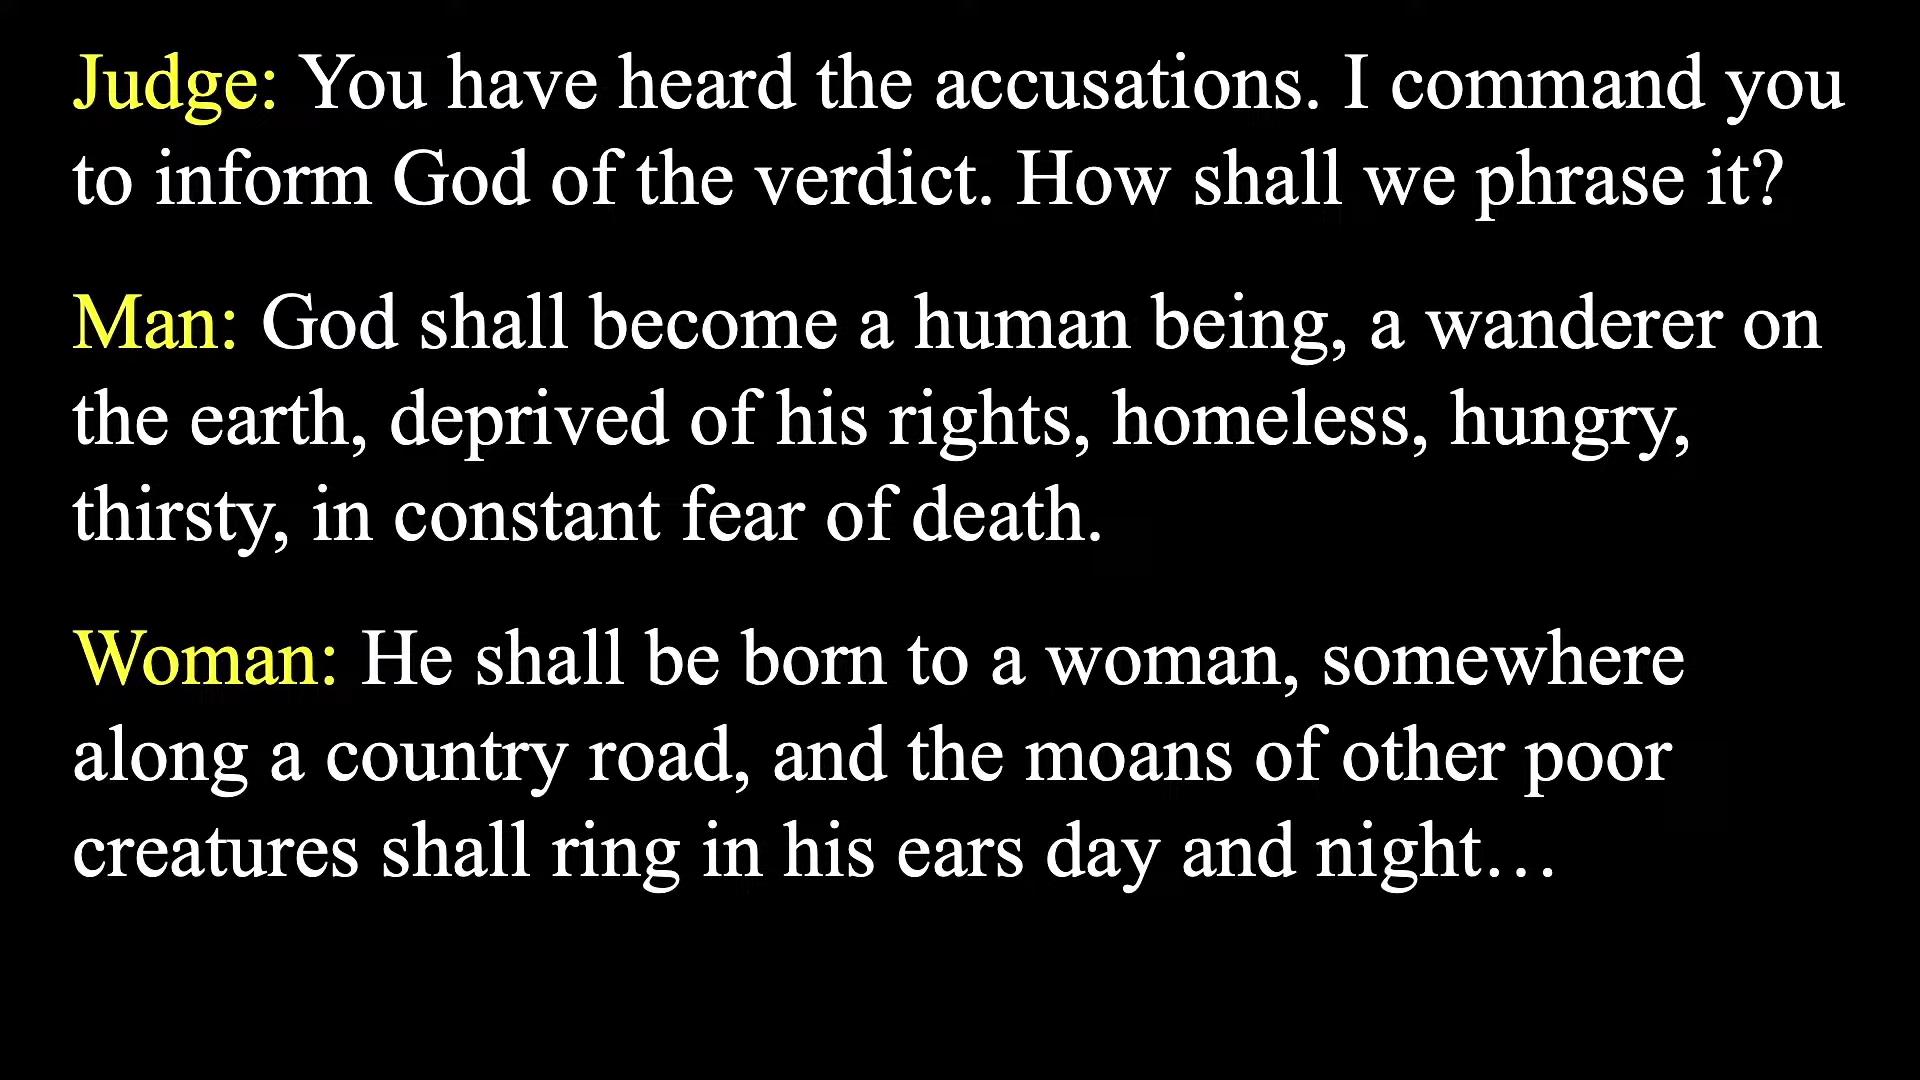 Judge: You have heard the accusations. I command you
to inform God of the verdict. How shall we phrase it?
Man: God shall become a human being, a wanderer on
the earth, deprived of his rights, homeless, hungry,
thirsty, in constant fear of death.
Woman: He shall be born to a woman, somewhere
along a country road, and the moans of other poor
creatures shall ring in his ears day and night…